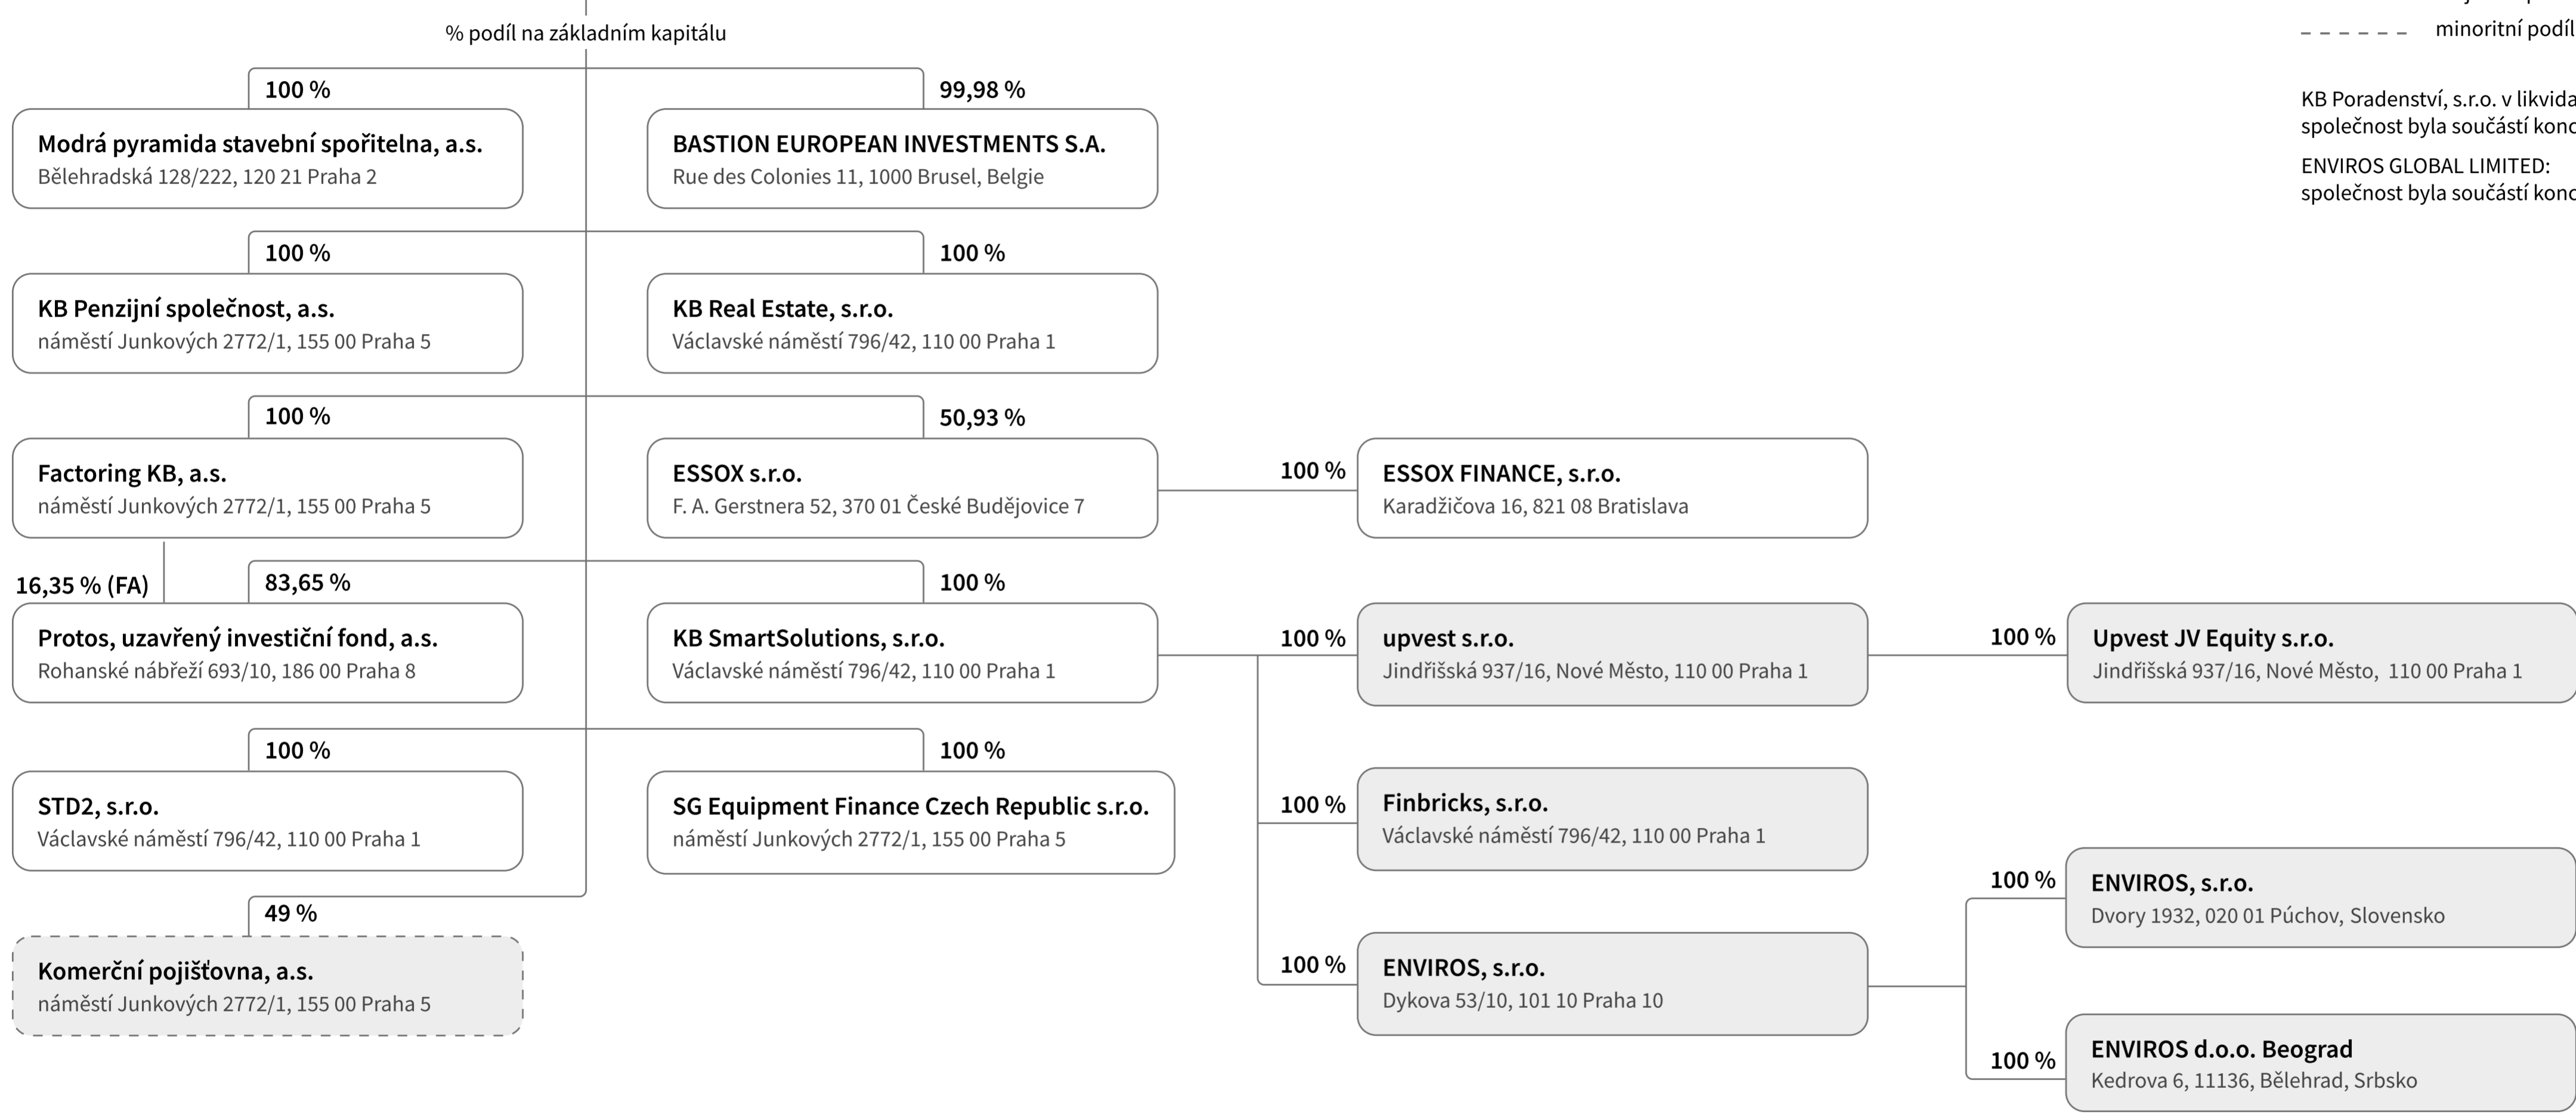 % podíl na základním kapitálu
minoritní podíl
KB Poradenství, s.r.o. v
společnost byla součástí
ENVIROS GLOBAL LIMITED:
společnost byla součástí
100 %
99,98 %
Modrá pyramida stavební spořitelna, a.s.
Bělehradská 128/222, 120 21 Praha 2
BASTION EUROPEAN INVESTMENTS S.A.
Rue des Colonies 11, 1000 Brusel, Belgie
100 %
100 %
KB Penzijní společnost, a.s.
náměstí Junkových 2772/1, 155 00 Praha 5
KB Real Estate, s.r.o.
Václavské náměstí 796/42, 110 00 Praha 1
100 %
50,93 %
Factoring KB, a.s.
náměstí Junkových 2772/1, 155 00 Praha 5
ESSOX s.r.o.
F. A. Gerstnera 52, 370 01 České Budějovice 7
100 %
ESSOX FINANCE, s.r.o.
Karadžičova 16, 821 08 Bratislava
16,35 % (FA)
83,65 %
100 %
Protos, uzavřený investiční fond, a.s.
Rohanské nábřeží 693/10, 186 00 Praha 8
KB SmartSolutions, s.r.o.
Václavské náměstí 796/42, 110 00 Praha 1
100 %
upvest s.r.o.
Jindřišská 937/16, Nové Město, 110 00 Praha 1
100 %
Upvest JV Equity s.r.o.
Jindřišská 937/16, Nové Město, 110 00 Praha 1
100 %
100 %
STD2, s.r.o.
Václavské náměstí 796/42, 110 00 Praha 1
SG Equipment Finance Czech Republic s.r.o.
náměstí Junkových 2772/1, 155 00 Praha 5
100 %
Finbricks, s.r.o.
Václavské náměstí 796/42, 110 00 Praha 1
100 %
ENVIROS, s.r.o.
Dvory 1932, 020 01 Púchov, Slovensko
49 %
Komerční pojišťovna, a.s.
náměstí Junkových 2772/1, 155 00 Praha 5
100 %
ENVIROS, s.r.o.
Dykova 53/10, 101 10 Praha 10
100 %
ENVIROS d.o.o. Beograd
Kedrova 6, 11136, Bělehrad, Srbsko